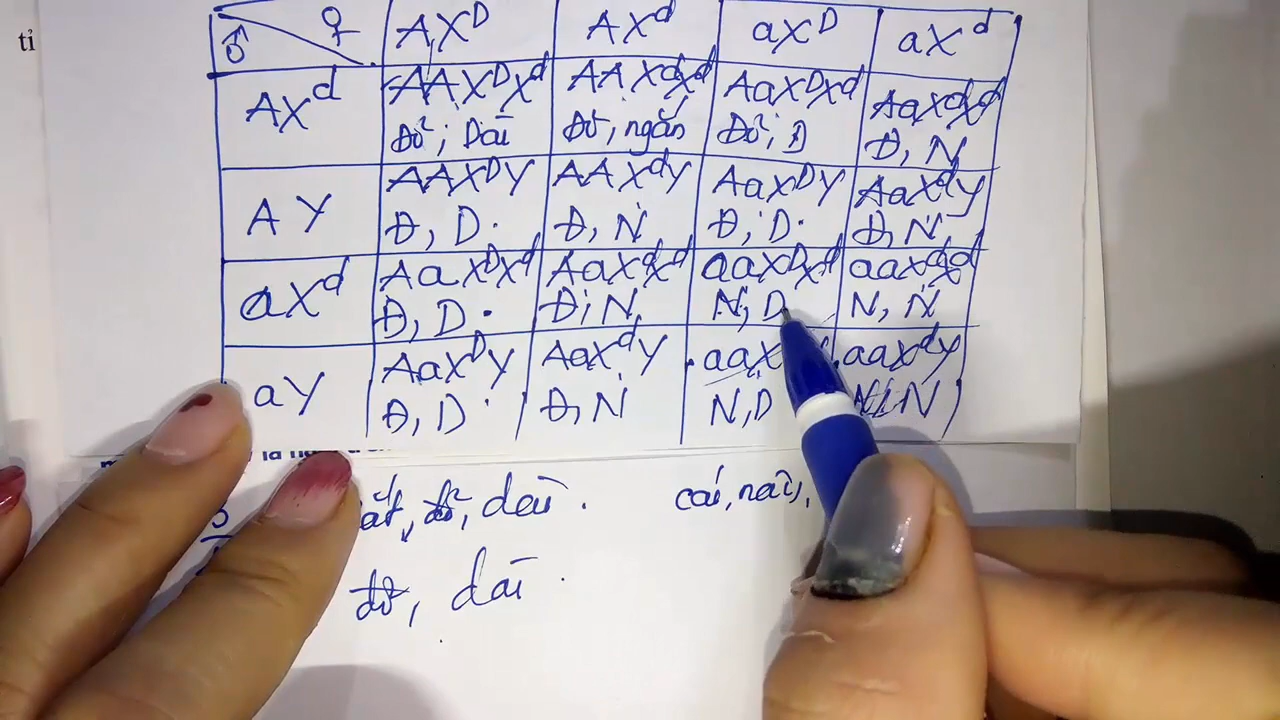 tỉ
♂ ♀ AX^D AX^d aX^D aX^d
AX^d AAX^DX^d AAX^dX^d AaX^DX^d AaX^dX^d
Đỏ, Dài Đỏ, ngắn Đỏ, D Đ, N
AY AAX^DY AAX^dY AaX^DY AaX^dY
Đ, D. Đ, N Đ, D. Đ, N
aX^d AaX^DX^d AaX^dX^d aaX^DX^d aaX^dX^d
Đ, D. Đ, N N, D N, N
aY AaX^DY AaX^dY aaX aaX^dY
Đ, D Đ, N N, D N, N
đỏ, dài. cái, nâu,
đỏ, dài